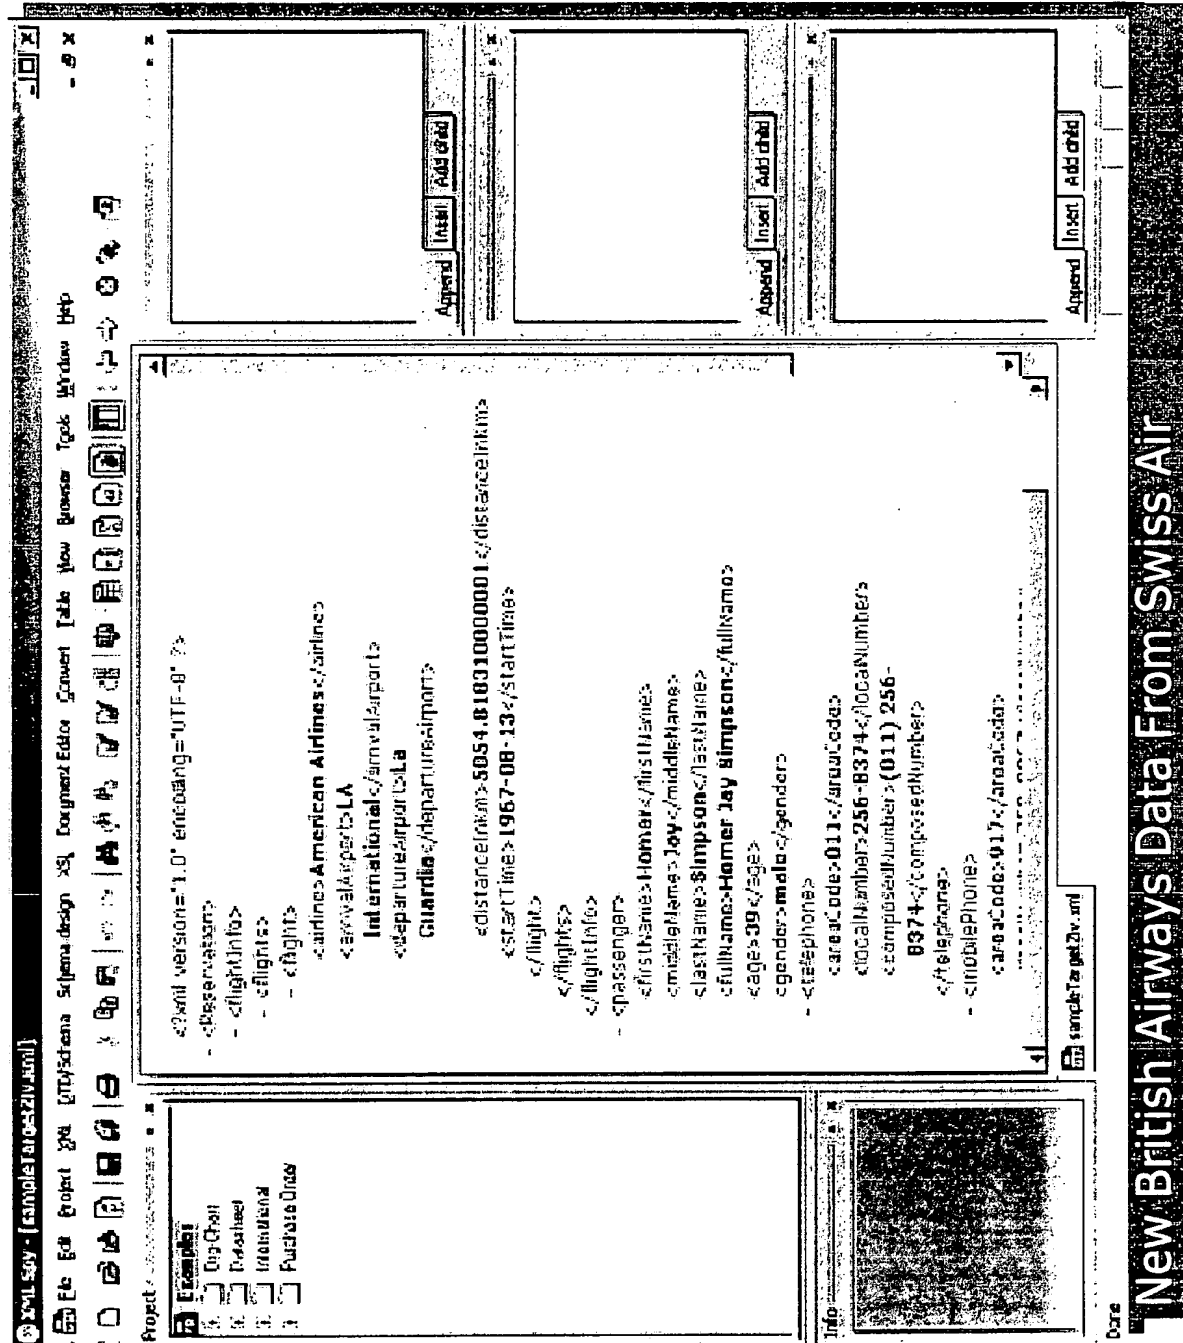 XML Spy - [sampleTargetZiv.xml]
File Edit Project XML DTD/Schema Schema design XSL Document Editor Convert Table View Browser Tools Window Help
Project
Examples
Org-Chart
Datasheet
International
Purchase Order
Info
<?xml version="1.0" encoding="UTF-8" ?>
- <Reservation>
- <flightInfo>
- <flights>
- <flight>
<airline>American Airlines</airline>
<arrivalAirport>LA
International</arrivalAirport>
<departureAirport>La
Guardia</departureAirport>
<distanceInkm>5054.818310000001</distanceInkm>
<startTime>1967-08-13</startTime>
</flight>
</flights>
</flightInfo>
- <passenger>
<firstName>Homer</firstName>
<middleName>Jay</middleName>
<lastName>Simpson</lastName>
<fullName>Homer Jay Simpson</fullName>
<age>39</age>
<gender>male</gender>
- <telephone>
<areaCode>011</areaCode>
<localNumber>256-8374</localNumber>
<composedNumber>(011) 256-
8374</composedNumber>
</telephone>
- <mobilePhone>
<areaCode>017</areaCode>
sampleTargetZiv.xml
Append Insert Add child
Append Insert Add child
Append Insert Add child
Done
New British Airways Data From Swiss Air